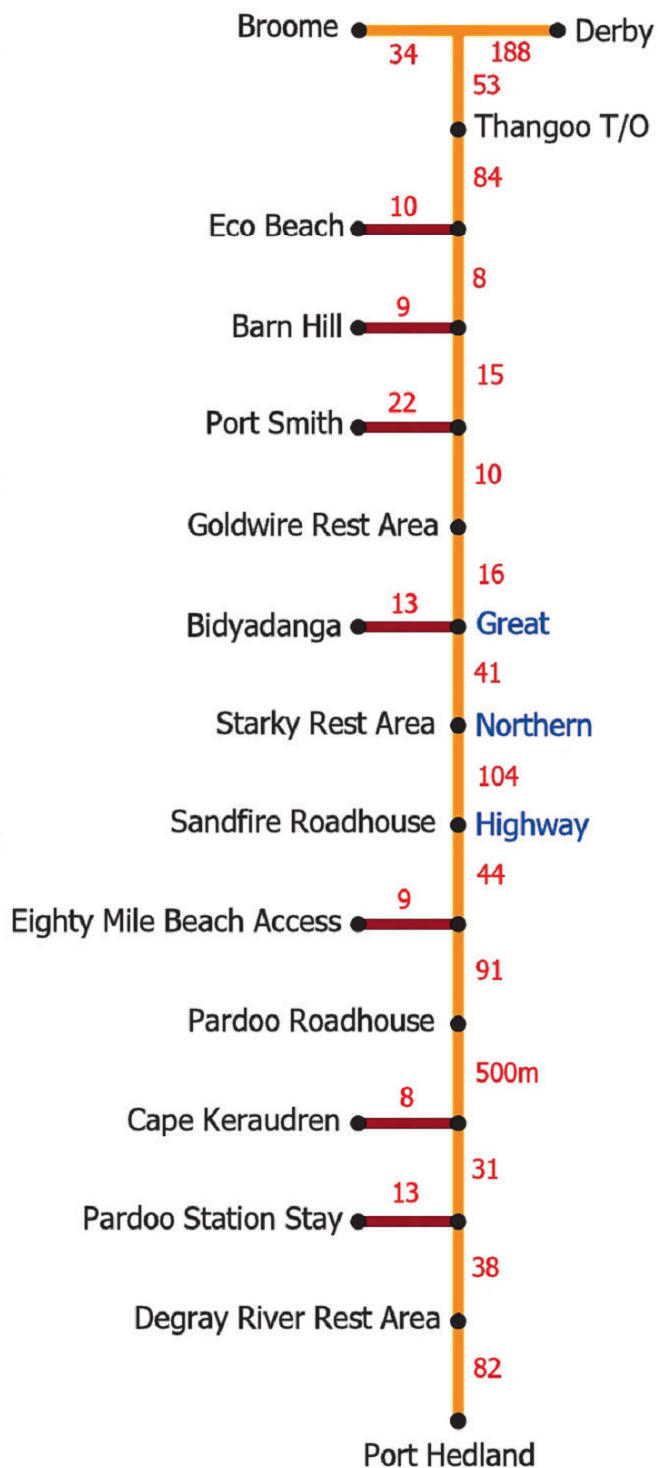 Broome
Derby
34
188
53
Thangoo T/O
84
10
Eco Beach
8
9
Barn Hill
15
22
Port Smith
10
Goldwire Rest Area
16
13
Bidyadanga
Great
41
Starky Rest Area
Northern
104
Sandfire Roadhouse
Highway
44
9
Eighty Mile Beach Access
91
Pardoo Roadhouse
500m
8
Cape Keraudren
31
13
Pardoo Station Stay
38
Degray River Rest Area
82
Port Hedland